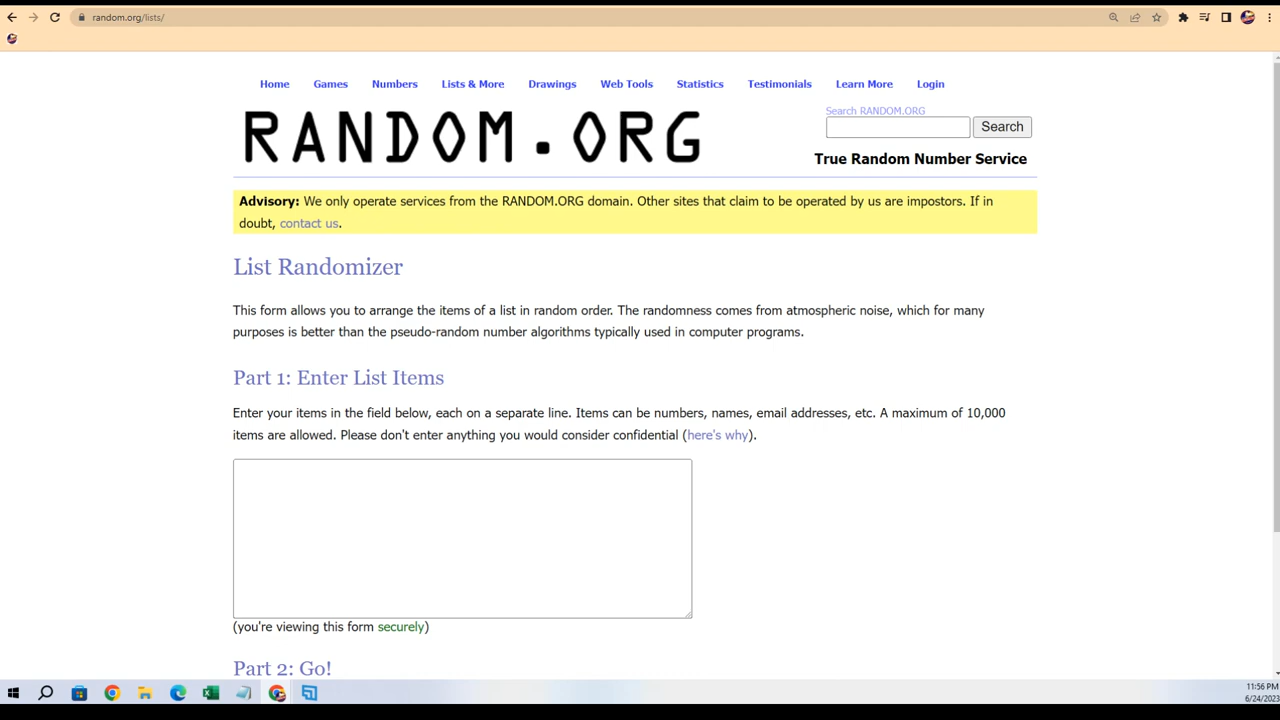 random.org/lists/
Home Games Numbers Lists & More Drawings Web Tools Statistics Testimonials Learn More Login
RANDOM.ORG
Search RANDOM.ORG
Search
True Random Number Service
Advisory: We only operate services from the RANDOM.ORG domain. Other sites that claim to be operated by us are impostors. If in
doubt, contact us.
List Randomizer
This form allows you to arrange the items of a list in random order. The randomness comes from atmospheric noise, which for many
purposes is better than the pseudo-random number algorithms typically used in computer programs.
Part 1: Enter List Items
Enter your items in the field below, each on a separate line. Items can be numbers, names, email addresses, etc. A maximum of 10,000
items are allowed. Please don't enter anything you would consider confidential (here's why).
(you're viewing this form securely)
Part 2: Go!
11:56 PM
6/24/2023